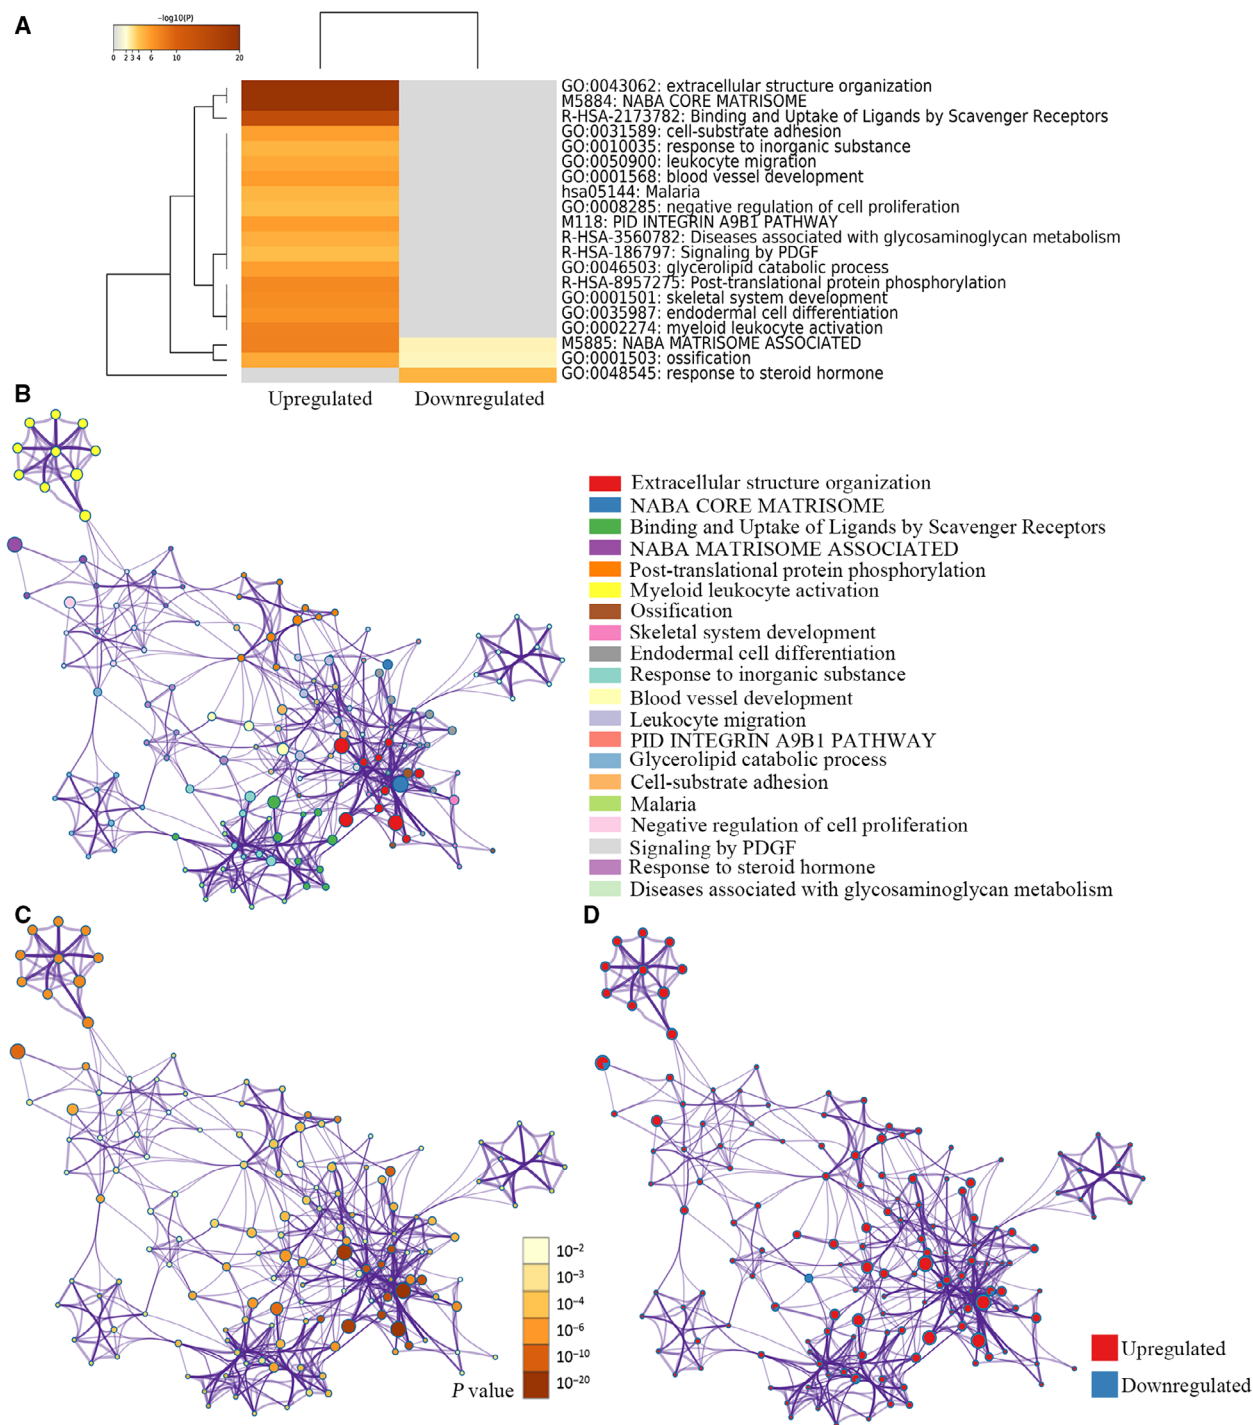 A
−log10(P)
0 2 3 4 6 10 20
GO:0043062: extracellular structure organization
M5884: NABA CORE MATRISOME
R-HSA-2173782: Binding and Uptake of Ligands by Scavenger Receptors
GO:0031589: cell-substrate adhesion
GO:0010035: response to inorganic substance
GO:0050900: leukocyte migration
GO:0001568: blood vessel development
hsa05144: Malaria
GO:0008285: negative regulation of cell proliferation
M118: PID INTEGRIN A9B1 PATHWAY
R-HSA-3560782: Diseases associated with glycosaminoglycan metabolism
R-HSA-186797: Signaling by PDGF
GO:0046503: glycerolipid catabolic process
R-HSA-8957275: Post-translational protein phosphorylation
GO:0001501: skeletal system development
GO:0035987: endodermal cell differentiation
GO:0002274: myeloid leukocyte activation
M5885: NABA MATRISOME ASSOCIATED
GO:0001503: ossification
GO:0048545: response to steroid hormone
Upregulated Downregulated
B
Extracellular structure organization
NABA CORE MATRISOME
Binding and Uptake of Ligands by Scavenger Receptors
NABA MATRISOME ASSOCIATED
Post-translational protein phosphorylation
Myeloid leukocyte activation
Ossification
Skeletal system development
Endodermal cell differentiation
Response to inorganic substance
Blood vessel development
Leukocyte migration
PID INTEGRIN A9B1 PATHWAY
Glycerolipid catabolic process
Cell-substrate adhesion
Malaria
Negative regulation of cell proliferation
Signaling by PDGF
Response to steroid hormone
Diseases associated with glycosaminoglycan metabolism
C
10⁻²
10⁻³
10⁻⁴
10⁻⁶
10⁻¹⁰
10⁻²⁰
P value
D
Upregulated
Downregulated